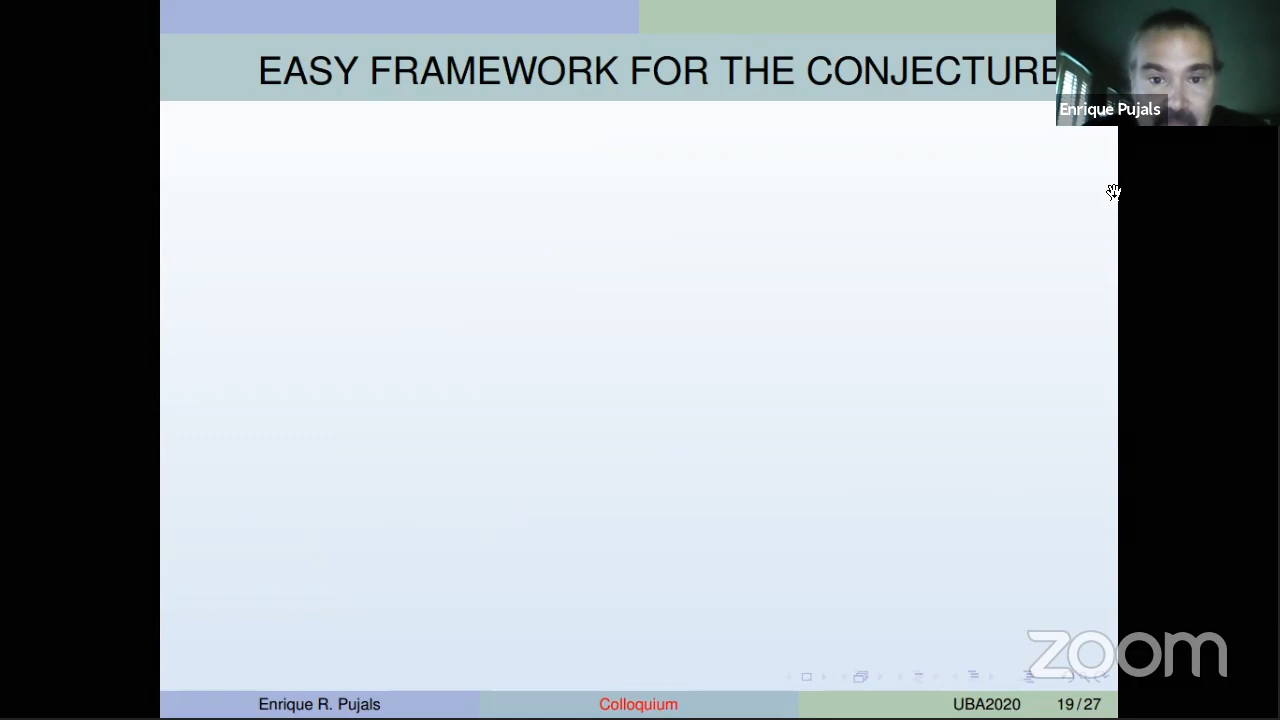 EASY FRAMEWORK FOR THE CONJECTURE
Enrique Pujals
zoom
Enrique R. Pujals
Colloquium
UBA2020
19 / 27